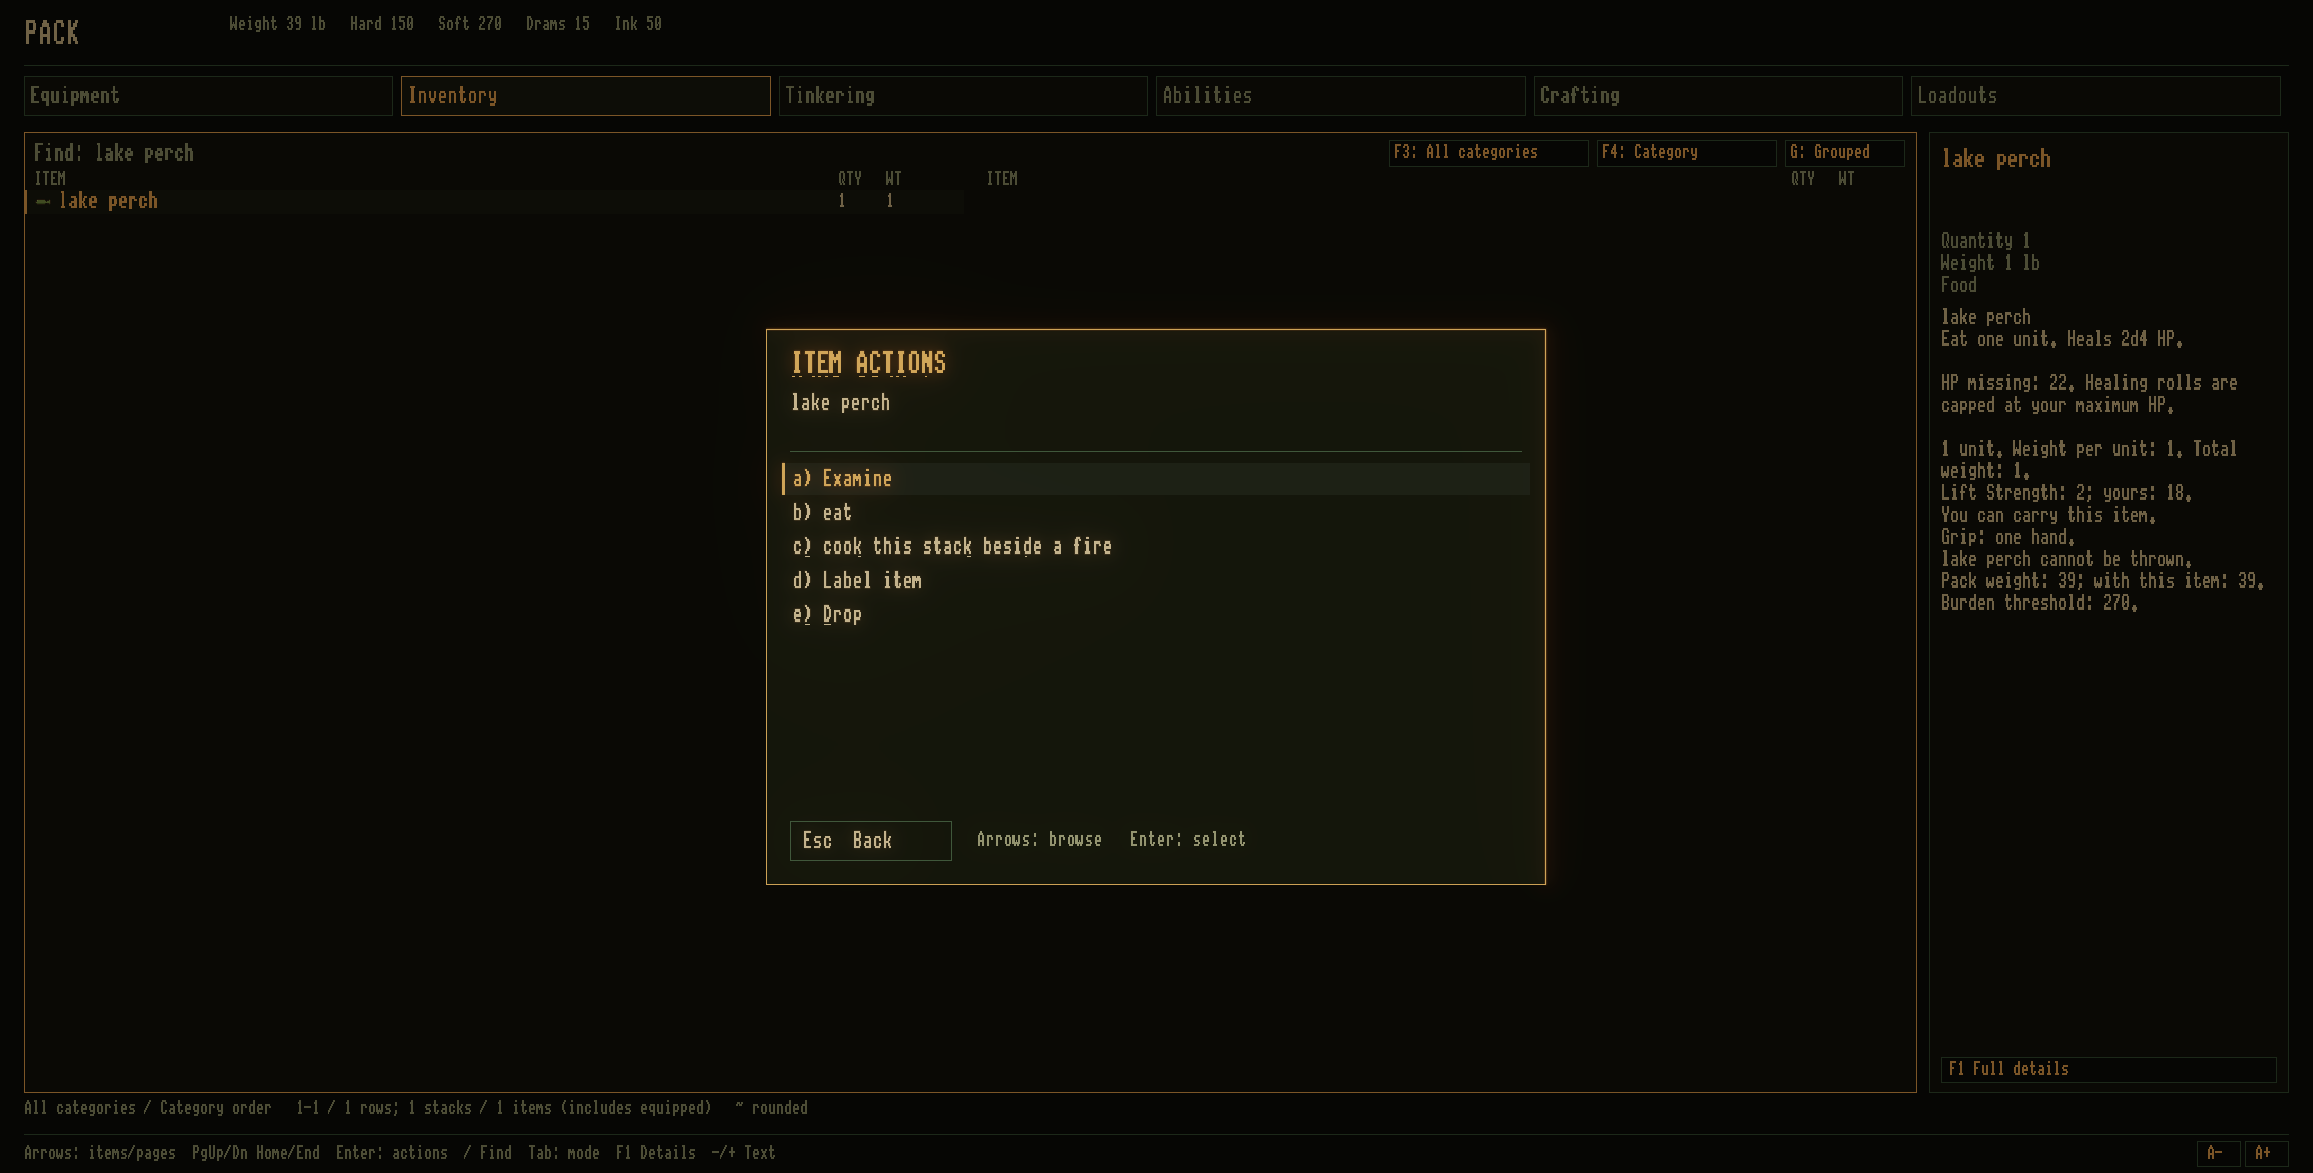 PACK
Weight 39 lb Hard 150 Soft 270 Drams 15 Ink 50
Equipment
Inventory
Tinkering
Abilities
Crafting
Loadouts
Find: lake perch
F3: All categories
F4: Category
G: Grouped
ITEM QTY WT ITEM QTY WT
lake perch 1 1
ITEM ACTIONS
lake perch
a) Examine
b) eat
c) cook this stack beside a fire
d) Label item
e) Drop
Esc Back
Arrows: browse Enter: select
lake perch
Quantity 1
Weight 1 lb
Food
lake perch
Eat one unit. Heals 2d4 HP.
HP missing: 22. Healing rolls are
capped at your maximum HP.
1 unit. Weight per unit: 1. Total
weight: 1.
Lift Strength: 2; yours: 18.
You can carry this item.
Grip: one hand.
lake perch cannot be thrown.
Pack weight: 39; with this item: 39.
Burden threshold: 270.
F1 Full details
All categories / Category order 1-1 / 1 rows; 1 stacks / 1 items (includes equipped) ~ rounded
Arrows: items/pages PgUp/Dn Home/End Enter: actions / Find Tab: mode F1 Details -/+ Text
A-
A+